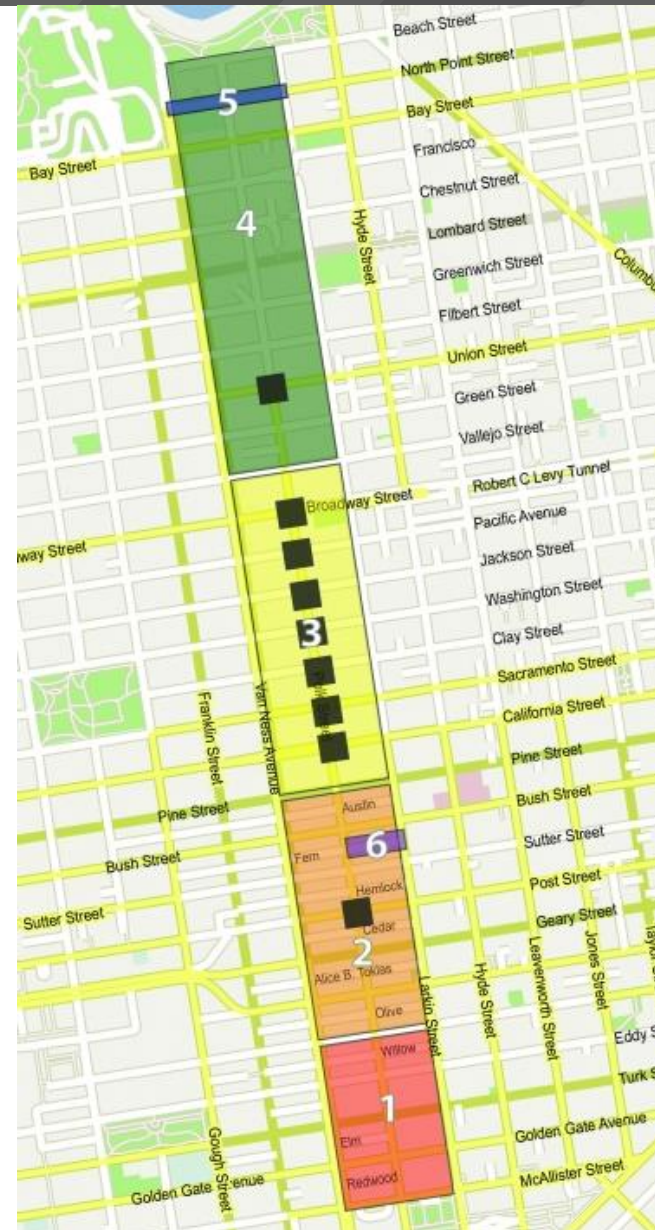 Beach Street
North Point Street
5
Bay Street
Francisco
Bay Street
Chestnut Street
4
Lombard Street
Hyde Street
Greenwich Street
Columbu
Filbert Street
Union Street
Green Street
Vallejo Street
Robert C Levy Tunnel
Broadway Street
Pacific Avenue
way Street
Jackson Street
Washington Street
3
Clay Street
Sacramento Street
California Street
Franklin Street
Van Ness Avenue
Pine Street
Pine Street
Bush Street
Austin
6
Sutter Street
Fern
Bush Street
Post Street
Hemlock
Geary Street
Sutter Street
Cedar
2
Alice B. Toklas
Larkin Street
Hyde Street
Leavenworth Street
Jones Street
Olive
Eddy S
Willow
Turk S
1
Elm
Golden Gate Avenue
Gough Street
McAllister Street
Redwood
Golden Gate Avenue